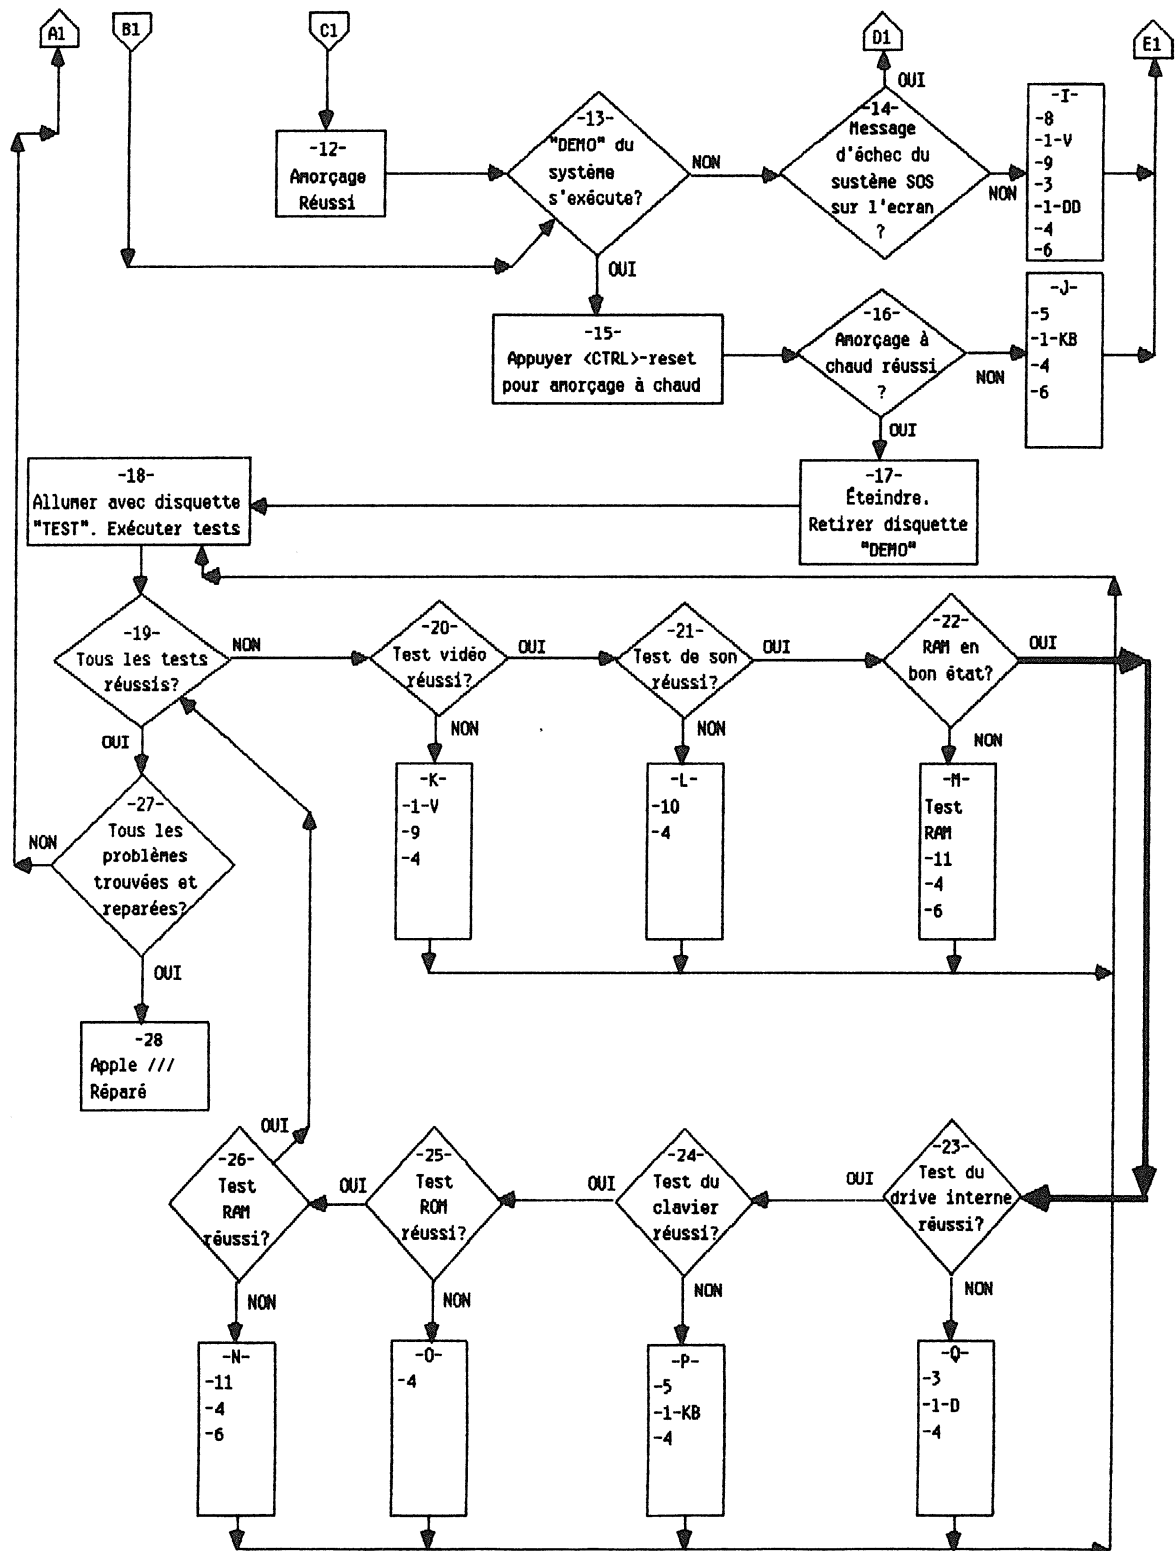 A1
B1
C1
D1
E1
-12-
Amorçage
Réussi
-13-
"DEMO" du
système
s'exécute?
NON
OUI
-14-
Message
d'échec du
sustème SOS
sur l'ecran
?
OUI
NON
-I-
-8
-1-V
-9
-3
-1-DD
-4
-6
-15-
Appuyer <CTRL>-reset
pour amorçage à chaud
-16-
Amorçage à
chaud réussi
?
NON
OUI
-J-
-5
-1-KB
-4
-6
-17-
Éteindre.
Retirer disquette
"DEMO"
-18-
Allumer avec disquette
"TEST". Exécuter tests
-19-
Tous les tests
réussis?
NON
OUI
-20-
Test vidéo
réussi?
OUI
NON
-21-
Test de son
réussi?
OUI
NON
-22-
RAM en
bon état?
OUI
NON
-K-
-1-V
-9
-4
-L-
-10
-4
-M-
Test
RAM
-11
-4
-6
-27-
Tous les
problèmes
trouvées et
reparées?
NON
OUI
-28
Apple ///
Réparé
-26-
Test
RAM
réussi?
OUI
NON
-25-
Test
ROM
réussi?
OUI
NON
-24-
Test du
clavier
réussi?
OUI
NON
-23-
Test du
drive interne
réussi?
OUI
NON
-N-
-11
-4
-6
-O-
-4
-P-
-5
-1-KB
-4
-Q-
-3
-1-D
-4